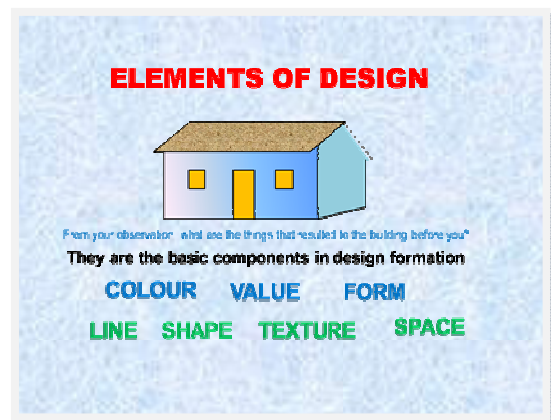 ELEMENTS OF DESIGN
From your observation what are the things that resulted to the building before you?
They are the basic components in design formation
COLOUR VALUE FORM
LINE SHAPE TEXTURE SPACE